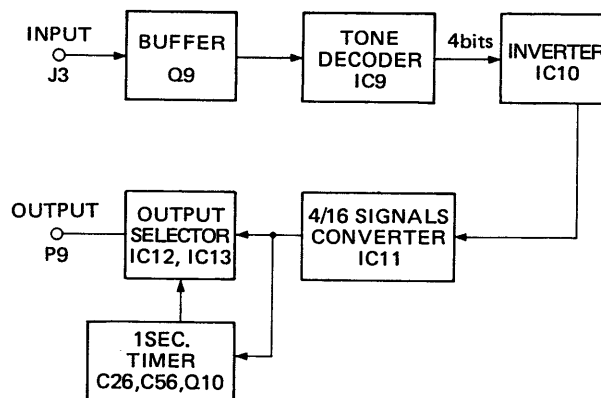 INPUT
J3
BUFFER
Q9
TONE
DECODER
IC9
4bits
INVERTER
IC10
OUTPUT
P9
OUTPUT
SELECTOR
IC12, IC13
4/16 SIGNALS
CONVERTER
IC11
1SEC.
TIMER
C26,C56,Q10